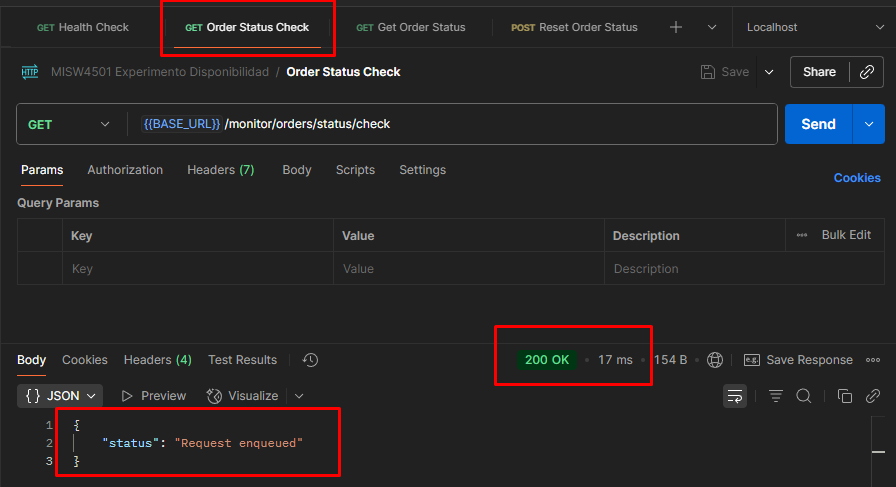 GET Health Check GET Order Status Check GET Get Order Status POST Reset Order Status Localhost
HTTP MISW4501 Experimento Disponibilidad / Order Status Check Save Share
GET {{BASE_URL}} /monitor/orders/status/check Send
Params Authorization Headers (7) Body Scripts Settings Cookies
Query Params
Key Value Description Bulk Edit
Key Value Description
Body Cookies Headers (4) Test Results 200 OK 17 ms 154 B e.g. Save Response
{} JSON Preview Visualize
1 {
2 "status": "Request enqueued"
3 }